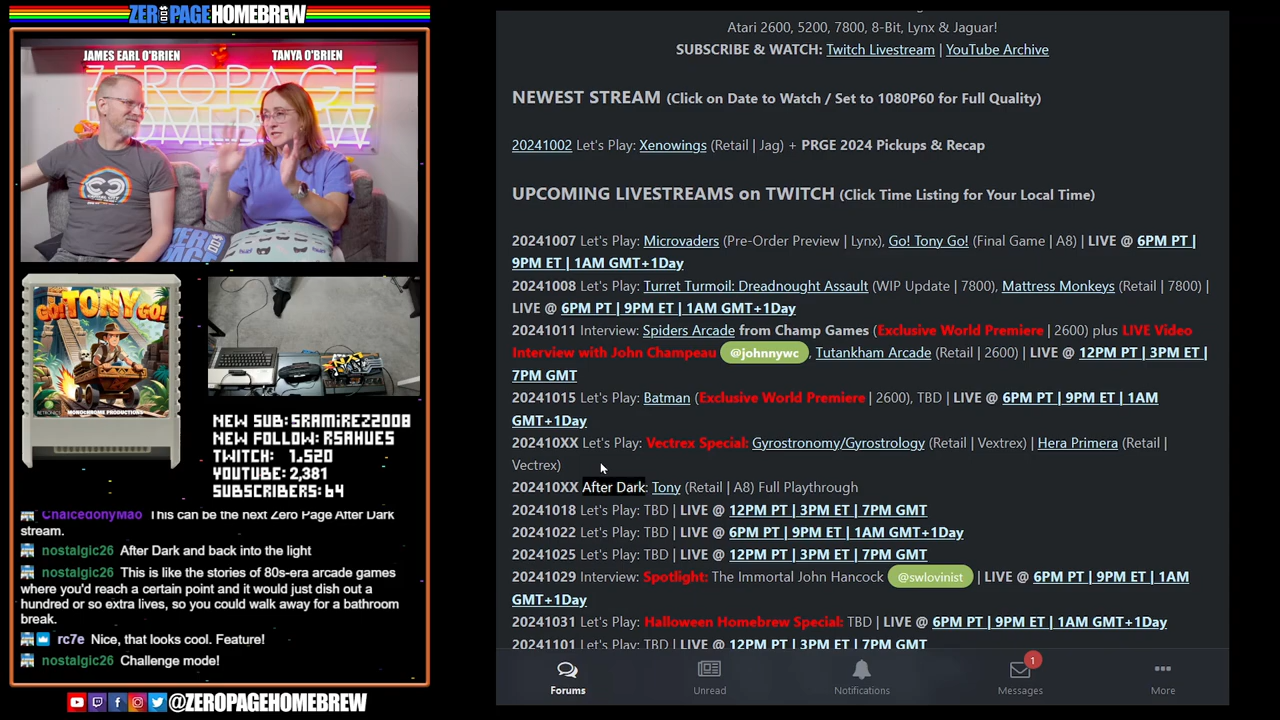 ZEROPAGE HOMEBREW
JAMES EARL O'BRIEN
TANYA O'BRIEN
ZEROPAGE
HOMEBREW
GO! TONY GO!
RETRONICS
MONOCHROME PRODUCTIONS
NEW SUB: SRAMIREZ2008
NEW FOLLOW: RSAHUES
TWITCH: 1,520
YOUTUBE: 2,381
SUBSCRIBERS: 64
ChalcedonyMao This can be the next Zero Page After Dark
stream.
nostalgic26 After Dark and back into the light
nostalgic26 This is like the stories of 80s-era arcade games
where you'd reach a certain point and it would just dish out a
hundred or so extra lives, so you could walk away for a bathroom
break.
rc7e Nice, that looks cool. Feature!
nostalgic26 Challenge mode!
@ZEROPAGEHOMEBREW
Atari 2600, 5200, 7800, 8-Bit, Lynx & Jaguar!
SUBSCRIBE & WATCH: Twitch Livestream | YouTube Archive
NEWEST STREAM (Click on Date to Watch / Set to 1080P60 for Full Quality)
20241002 Let's Play: Xenowings (Retail | Jag) + PRGE 2024 Pickups & Recap
UPCOMING LIVESTREAMS on TWITCH (Click Time Listing for Your Local Time)
20241007 Let's Play: Microvaders (Pre-Order Preview | Lynx), Go! Tony Go! (Final Game | A8) | LIVE @ 6PM PT |
9PM ET | 1AM GMT+1Day
20241008 Let's Play: Turret Turmoil: Dreadnought Assault (WIP Update | 7800), Mattress Monkeys (Retail | 7800) |
LIVE @ 6PM PT | 9PM ET | 1AM GMT+1Day
20241011 Interview: Spiders Arcade from Champ Games (Exclusive World Premiere | 2600) plus LIVE Video
Interview with John Champeau @johnnywc , Tutankham Arcade (Retail | 2600) | LIVE @ 12PM PT | 3PM ET |
7PM GMT
20241015 Let's Play: Batman (Exclusive World Premiere | 2600), TBD | LIVE @ 6PM PT | 9PM ET | 1AM
GMT+1Day
202410XX Let's Play: Vectrex Special: Gyrostronomy/Gyrostrology (Retail | Vextrex) | Hera Primera (Retail |
Vectrex)
202410XX After Dark: Tony (Retail | A8) Full Playthrough
20241018 Let's Play: TBD | LIVE @ 12PM PT | 3PM ET | 7PM GMT
20241022 Let's Play: TBD | LIVE @ 6PM PT | 9PM ET | 1AM GMT+1Day
20241025 Let's Play: TBD | LIVE @ 12PM PT | 3PM ET | 7PM GMT
20241029 Interview: Spotlight: The Immortal John Hancock @swlovinist | LIVE @ 6PM PT | 9PM ET | 1AM
GMT+1Day
20241031 Let's Play: Halloween Homebrew Special: TBD | LIVE @ 6PM PT | 9PM ET | 1AM GMT+1Day
20241101 Let's Play: TBD | LIVE @ 12PM PT | 3PM ET | 7PM GMT
Forums
Unread
Notifications
1
Messages
More